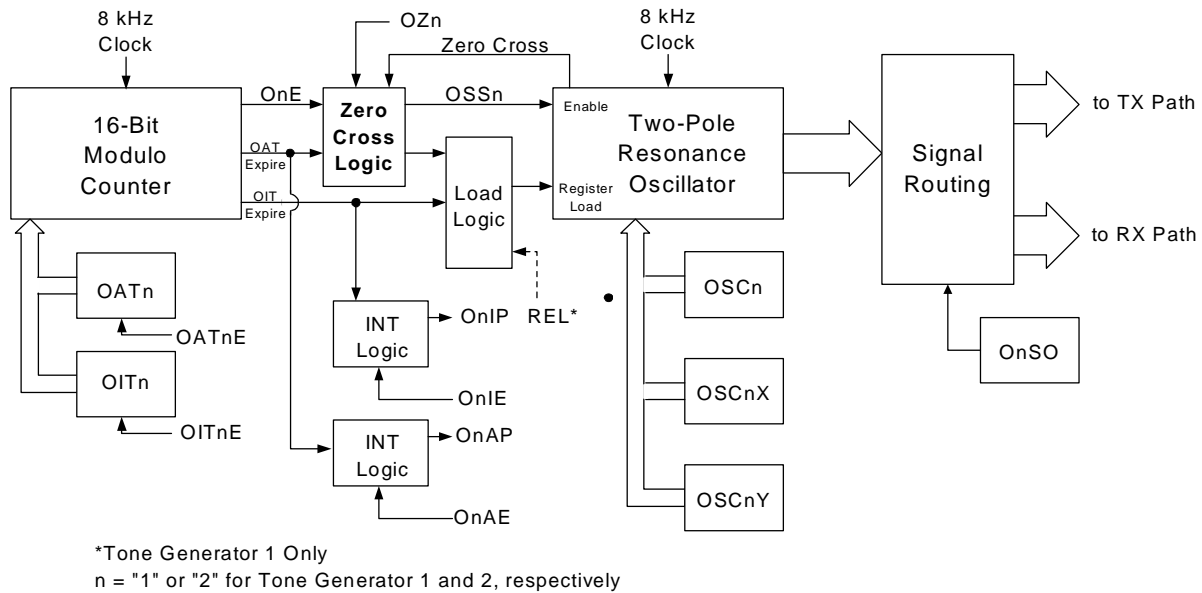 8 kHz
Clock
OZn
8 kHz
Clock
Zero Cross
16-Bit
Modulo
Counter
OnE
OAT
Expire
OIT
Expire
Zero
Cross
Logic
OSSn
Load
Logic
Enable
Register
Load
Two-Pole
Resonance
Oscillator
Signal
Routing
to TX Path
to RX Path
OATn
OATnE
OITn
OITnE
INT
Logic
OnIP
REL*
OnIE
INT
Logic
OnAP
OnAE
OSCn
OSCnX
OSCnY
OnSO
*Tone Generator 1 Only
n = "1" or "2" for Tone Generator 1 and 2, respectively